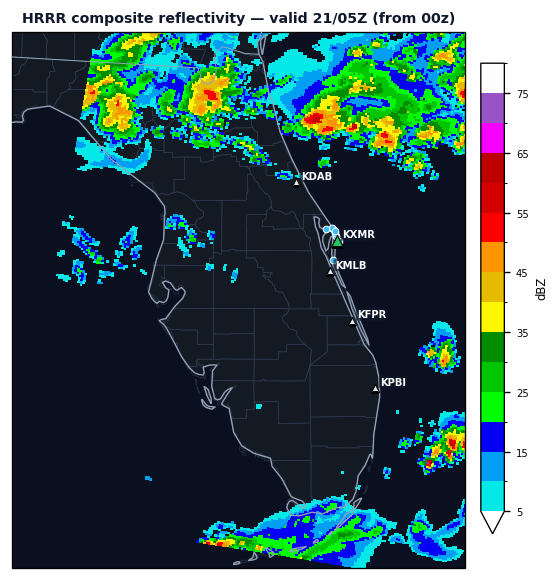 HRRR composite reflectivity — valid 21/05Z (from 00z)
KDAB
KXMR
KMLB
KFPR
KPBI
75
65
55
45
35
25
15
5
dBZ